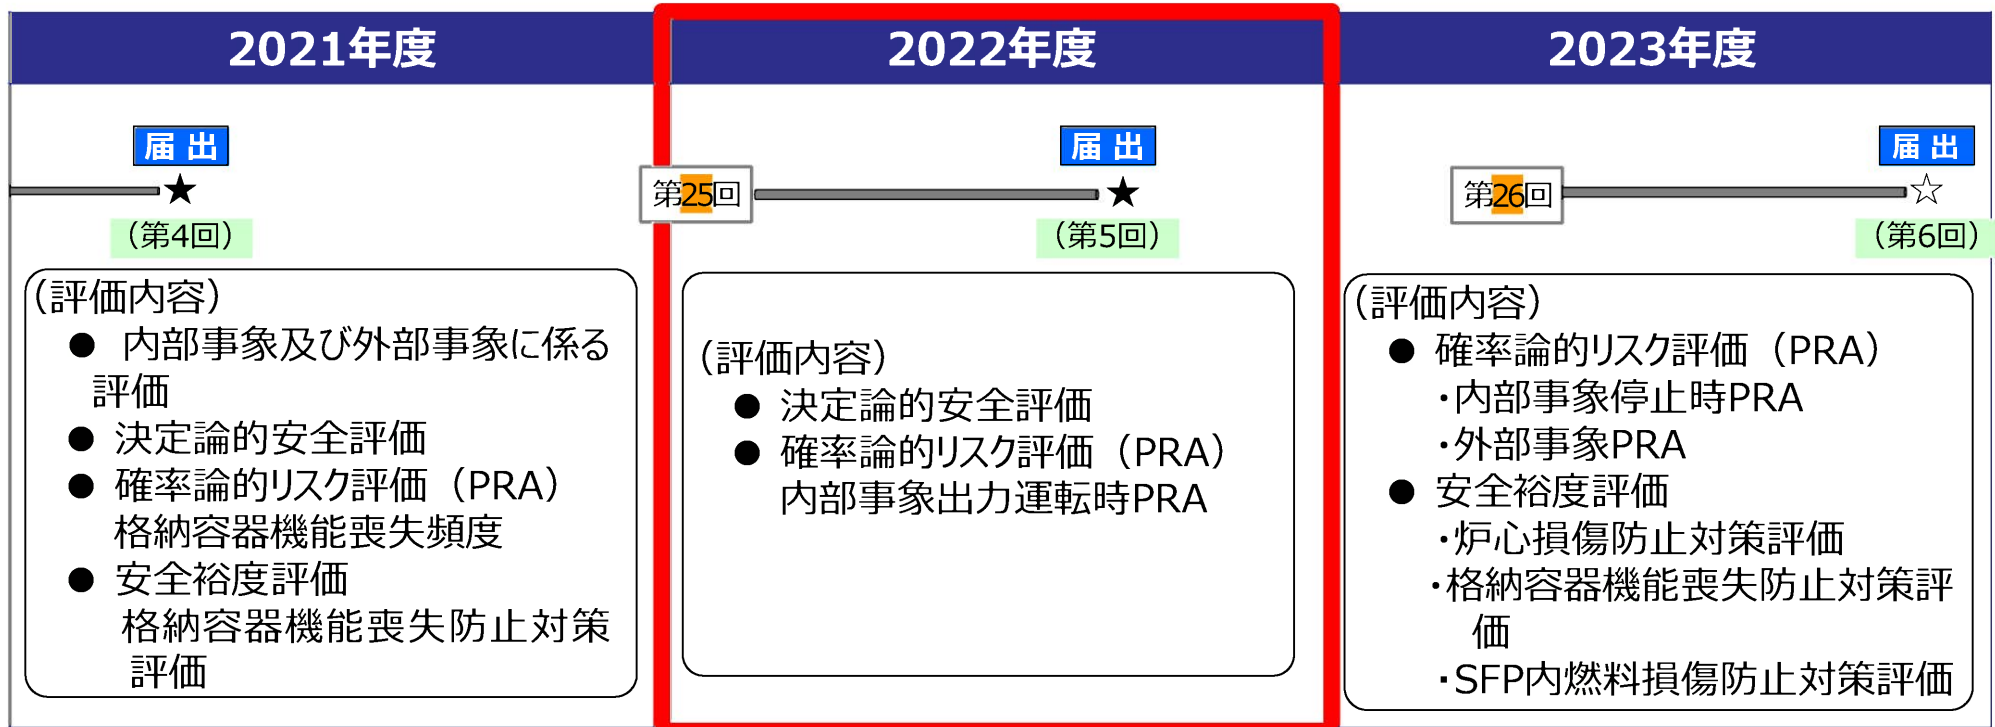 2021年度
届 出
★
（第4回）
（評価内容）
● 内部事象及び外部事象に係る
評価
● 決定論的安全評価
● 確率論的リスク評価（PRA）
格納容器機能喪失頻度
● 安全裕度評価
格納容器機能喪失防止対策
評価
2022年度
届 出
第25回
★
（第5回）
（評価内容）
● 決定論的安全評価
● 確率論的リスク評価（PRA）
内部事象出力運転時PRA
2023年度
届 出
第26回
☆
（第6回）
（評価内容）
● 確率論的リスク評価（PRA）
・内部事象停止時PRA
・外部事象PRA
● 安全裕度評価
・炉心損傷防止対策評価
・格納容器機能喪失防止対策評
価
・SFP内燃料損傷防止対策評価